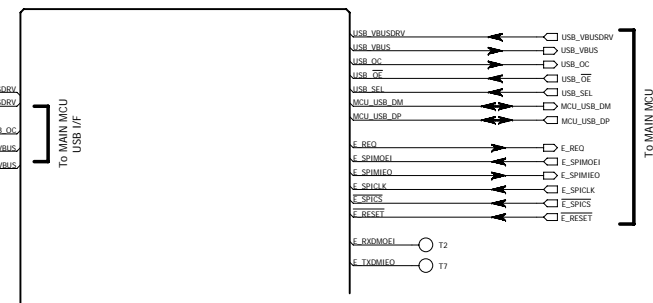 USB_VBUSDRV USB_VBUSDRV
USB_VBUS USB_VBUS
USB_OC USB_OC
USB_OE USB_OE
USB_SEL USB_SEL
MCU_USB_DM MCU_USB_DM
MCU_USB_DP MCU_USB_DP
E_REQ E_REQ
E_SPIMOEI E_SPIMOEI
E_SPIMIEO E_SPIMIEO
E_SPICLK E_SPICLK
E_SPICS E_SPICS
E_RESET E_RESET
E_RXDMOEI T2
E_TXDMIEO T7
To MAIN MCU
USB I/F
To MAIN MCU